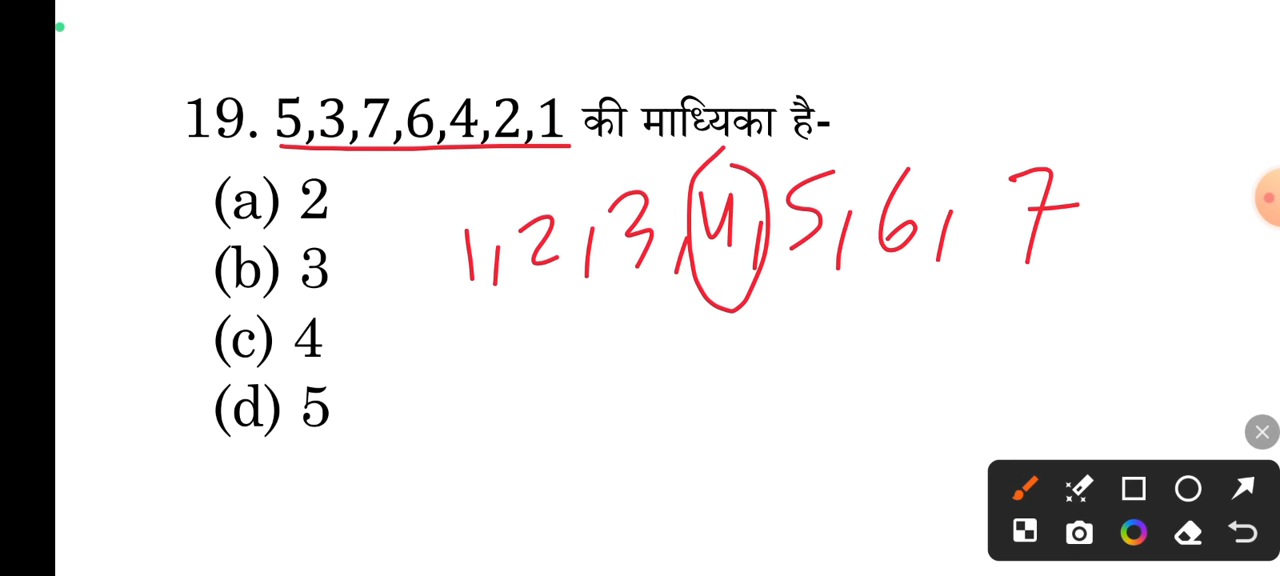 19. 5,3,7,6,4,2,1 की माध्यिका है-
(a) 2
1,2,3,4,5,6,7
(b) 3
(c) 4
(d) 5